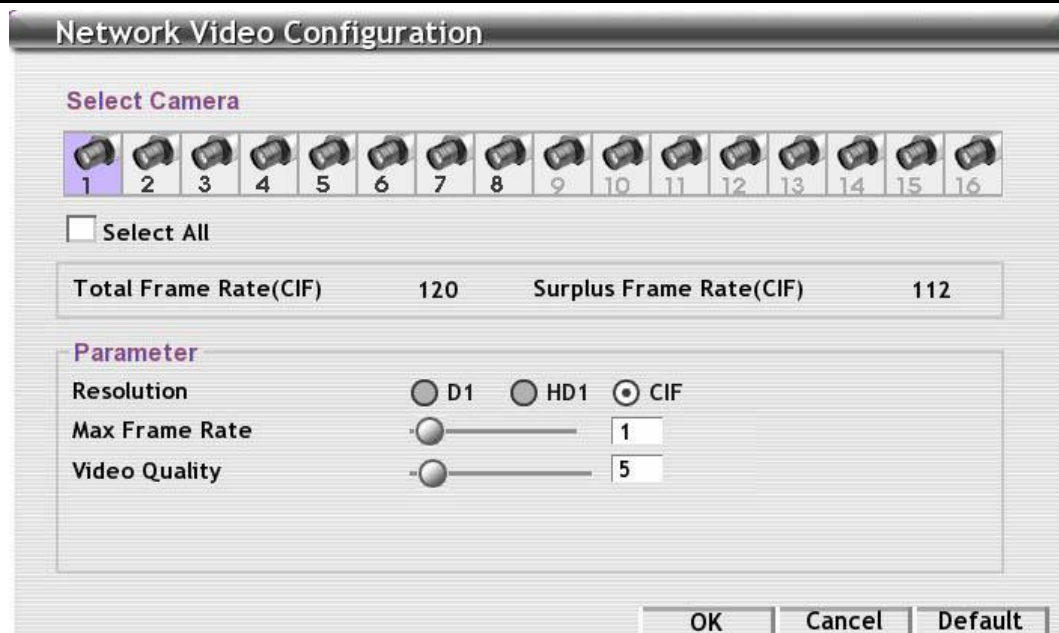 Network Video Configuration
Select Camera
1 2 3 4 5 6 7 8 9 10 11 12 13 14 15 16
Select All
Total Frame Rate(CIF) 120 Surplus Frame Rate(CIF) 112
Parameter
Resolution D1 HD1 CIF
Max Frame Rate 1
Video Quality 5
OK Cancel Default